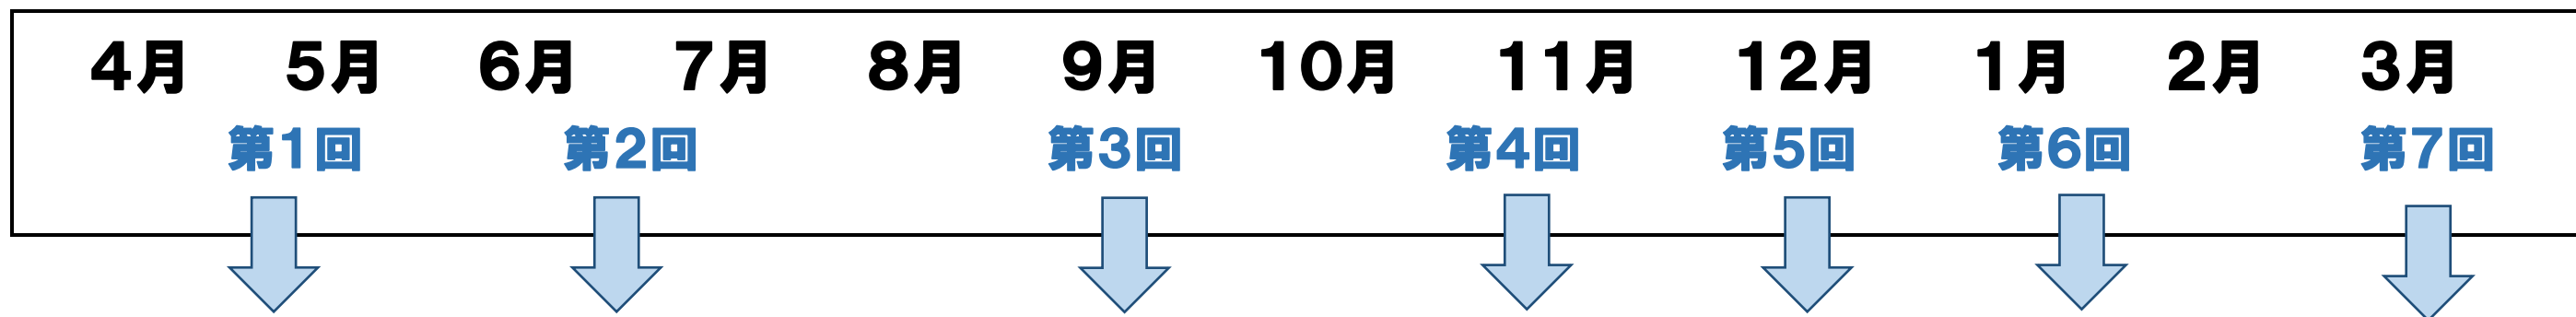 ４月　５月　６月　７月　８月　９月　１０月　１１月　１２月　１月　２月　３月
第１回　第２回　第３回　第４回　第５回　第６回　第７回